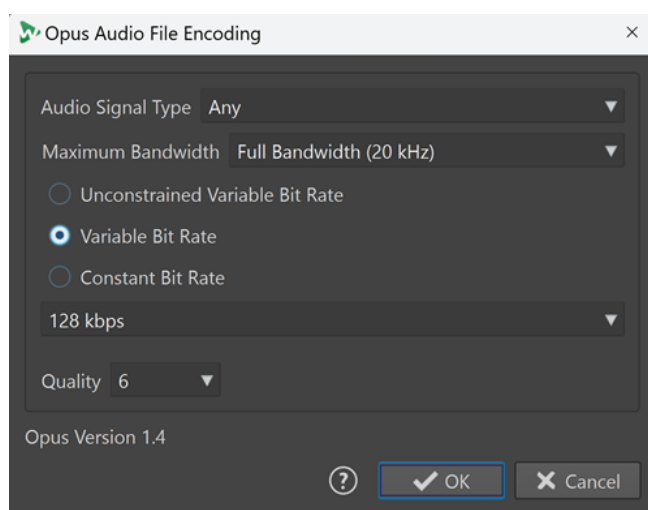 Opus Audio File Encoding
Audio Signal Type Any
Maximum Bandwidth Full Bandwidth (20 kHz)
Unconstrained Variable Bit Rate
Variable Bit Rate
Constant Bit Rate
128 kbps
Quality 6
Opus Version 1.4
? OK Cancel